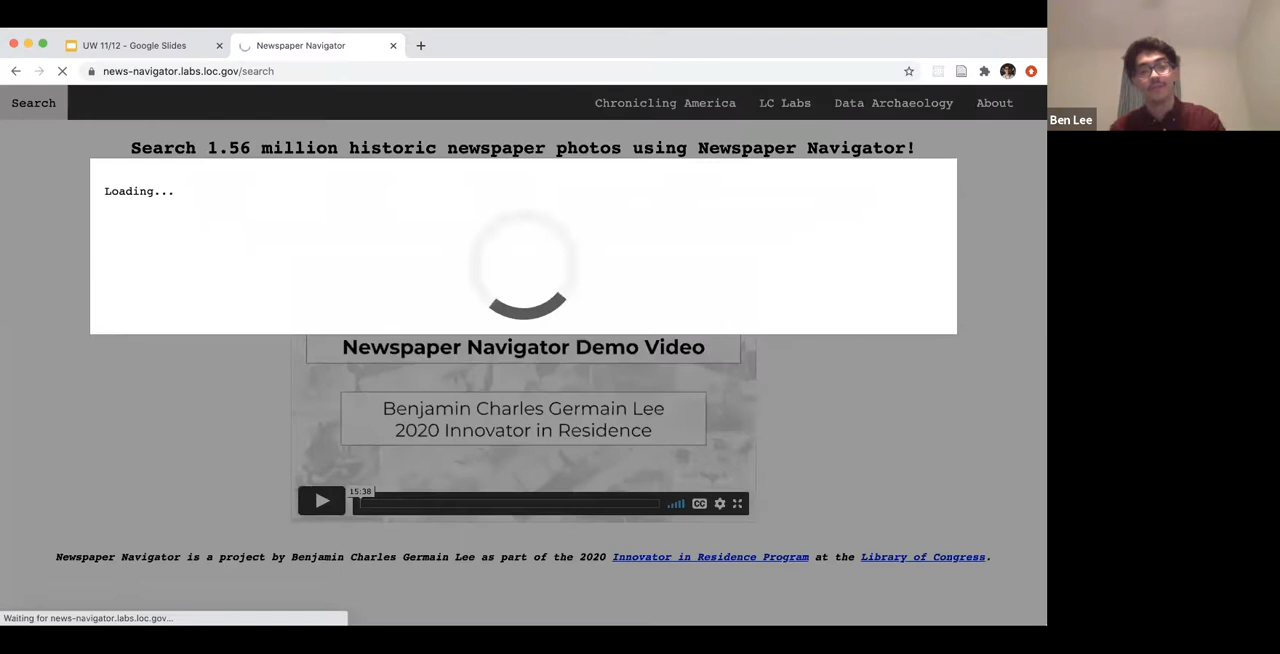 UW 11/12 - Google Slides
Newspaper Navigator
news-navigator.labs.loc.gov/search
Search
Chronicling America
LC Labs
Data Archaeology
About
Search 1.56 million historic newspaper photos using Newspaper Navigator!
Loading...
Newspaper Navigator Demo Video
Benjamin Charles Germain Lee
2020 Innovator in Residence
15:38
CC
Newspaper Navigator is a project by Benjamin Charles Germain Lee as part of the 2020 Innovator in Residence Program at the Library of Congress.
Waiting for news-navigator.labs.loc.gov...
Ben Lee